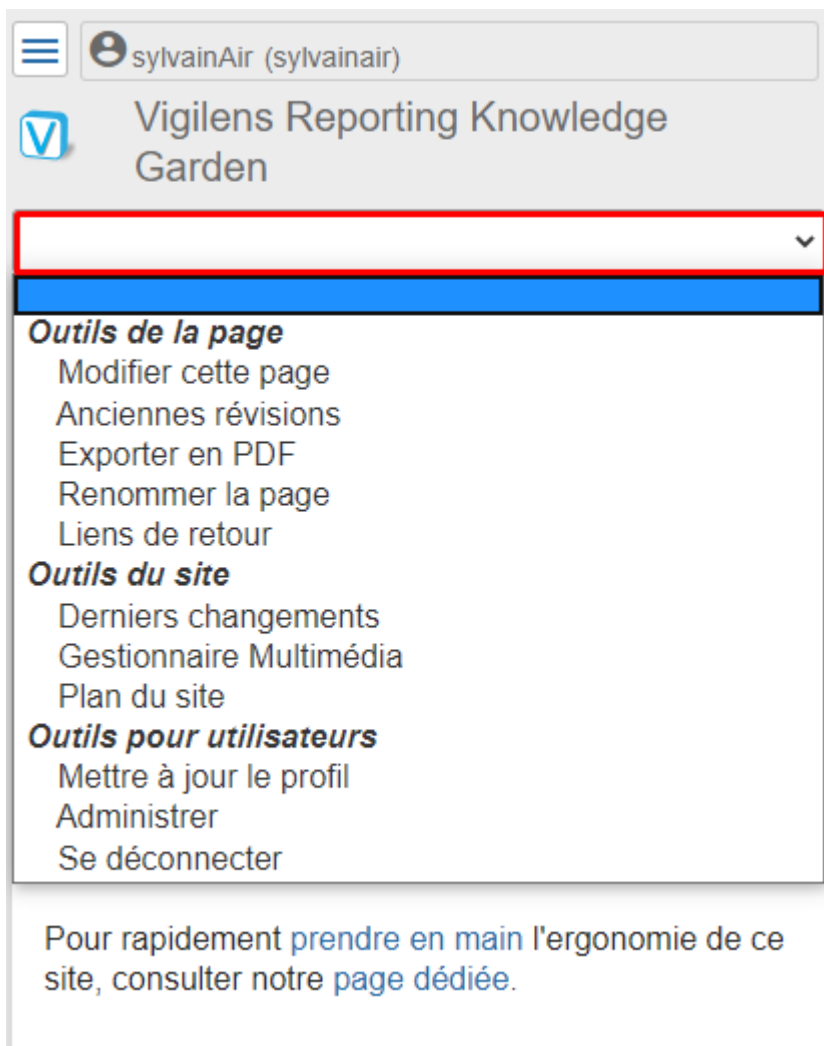 sylvainAir (sylvainair)
V
Vigilens Reporting Knowledge
Garden
Outils de la page
Modifier cette page
Anciennes révisions
Exporter en PDF
Renommer la page
Liens de retour
Outils du site
Derniers changements
Gestionnaire Multimédia
Plan du site
Outils pour utilisateurs
Mettre à jour le profil
Administrer
Se déconnecter
Pour rapidement prendre en main l'ergonomie de ce
site, consulter notre page dédiée.